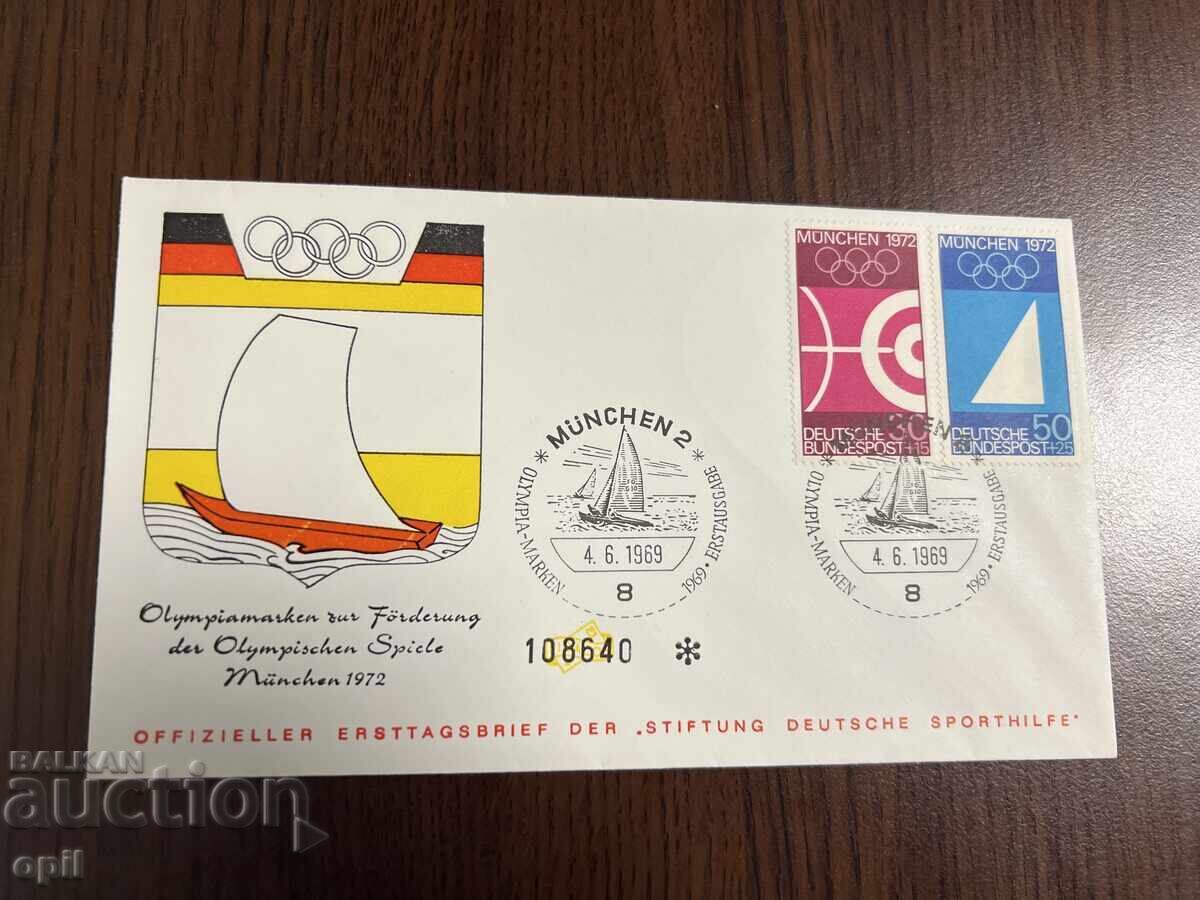 MÜNCHEN 1972
30
DEUTSCHE
BUNDESPOST +15
MÜNCHEN 1972
50
DEUTSCHE
BUNDESPOST +25
* MÜNCHEN 2 *
OLYMPIA-MARKEN 1969 • ERSTAUSGABE
4. 6. 1969
8
* MÜNCHEN 2 *
OLYMPIA-MARKEN 1969 • ERSTAUSGABE
4. 6. 1969
8
Olympiamarken zur Förderung
der Olympischen Spiele
München 1972
108640 *
OFFIZIELLER ERSTTAGSBRIEF DER „STIFTUNG DEUTSCHE SPORTHILFE"
BALKAN
auction
opil